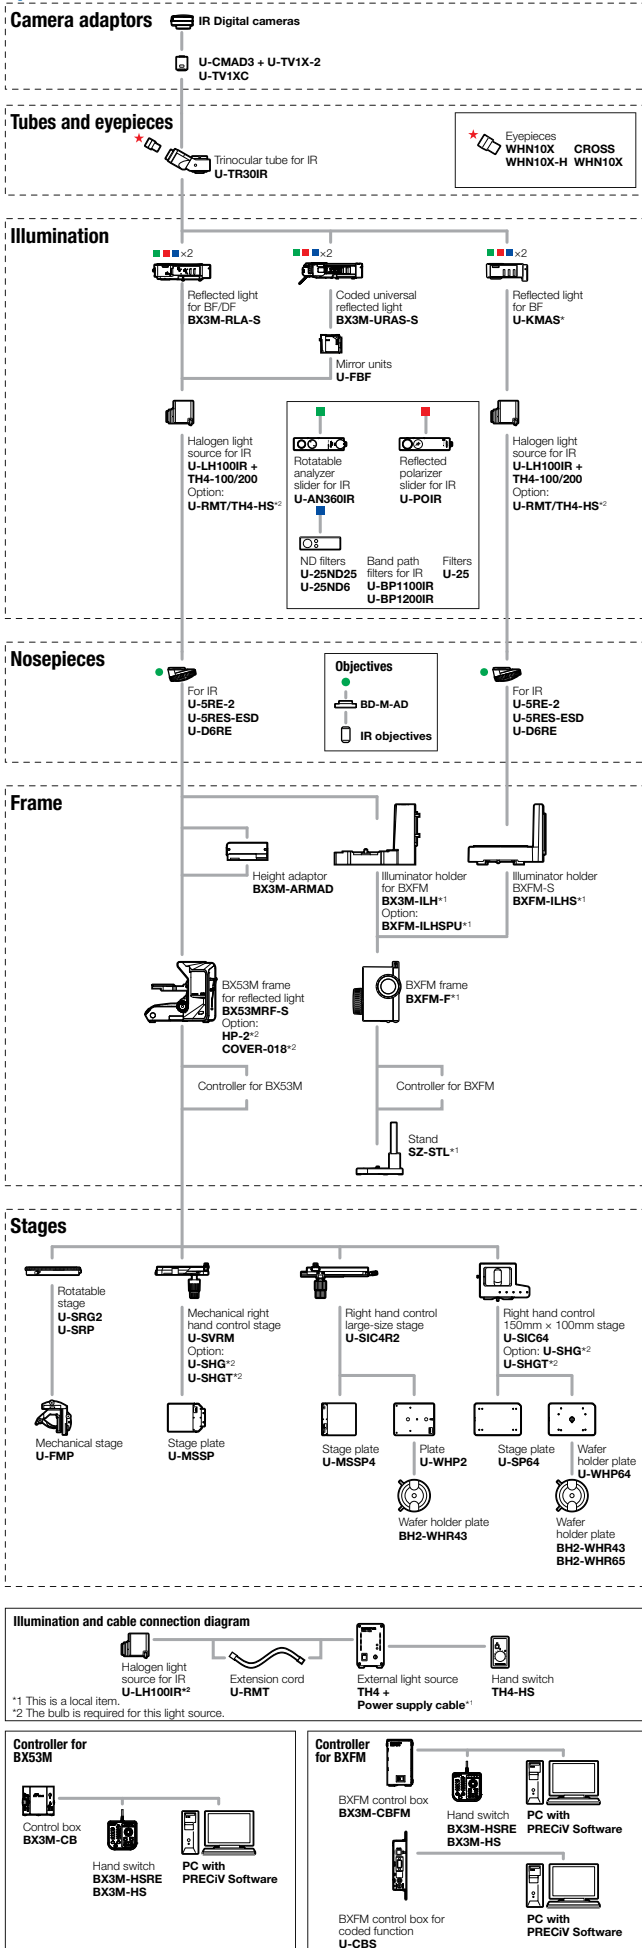 Camera adaptors
IR Digital cameras
U-CMAD3 + U-TV1X-2
U-TV1XC
Tubes and eyepieces
Trinocular tube for IR
U-TR30IR
Eyepieces
WHN10X CROSS
WHN10X-H WHN10X
Illumination
×2
×2
×2
Reflected light
for BF/DF
BX3M-RLA-S
Coded universal
reflected light
BX3M-URAS-S
Reflected light
for BF
U-KMAS*
Mirror units
U-FBF
Halogen light
source for IR
U-LH100IR +
TH4-100/200
Option:
U-RMT/TH4-HS*2
Rotatable
analyzer
slider for IR
U-AN360IR
Reflected
polarizer
slider for IR
U-POIR
ND filters
U-25ND25
U-25ND6
Band path
filters for IR
U-BP1100IR
U-BP1200IR
Filters
U-25
Halogen light
source for IR
U-LH100IR +
TH4-100/200
Option:
U-RMT/TH4-HS*2
Nosepieces
For IR
U-5RE-2
U-5RES-ESD
U-D6RE
Objectives
BD-M-AD
IR objectives
For IR
U-5RE-2
U-5RES-ESD
U-D6RE
Frame
Height adaptor
BX3M-ARMAD
Illuminator holder
for BXFM
BX3M-ILH*1
Option:
BXFM-ILHSPU*1
Illuminator holder
BXFM-S
BXFM-ILHS*1
BX53M frame
for reflected light
BX53MRF-S
Option:
HP-2*2
COVER-018*2
BXFM frame
BXFM-F*1
Controller for BX53M
Controller for BXFM
Stand
SZ-STL*1
Stages
Rotatable
stage
U-SRG2
U-SRP
Mechanical right
hand control stage
U-SVRM
Option:
U-SHG*2
U-SHGT*2
Right hand control
large-size stage
U-SIC4R2
Right hand control
150mm × 100mm stage
U-SIC64
Option: U-SHG*2
U-SHGT*2
Mechanical stage
U-FMP
Stage plate
U-MSSP
Stage plate
U-MSSP4
Plate
U-WHP2
Stage plate
U-SP64
Wafer
holder plate
U-WHP64
Wafer holder plate
BH2-WHR43
Wafer
holder plate
BH2-WHR43
BH2-WHR65
Illumination and cable connection diagram
Halogen light
source for IR
U-LH100IR*2
Extension cord
U-RMT
External light source
TH4 +
Power supply cable*1
Hand switch
TH4-HS
*1 This is a local item.
*2 The bulb is required for this light source.
Controller for
BX53M
Control box
BX3M-CB
Hand switch
BX3M-HSRE
BX3M-HS
PC with
PRECiV Software
Controller
for BXFM
BXFM control box
BX3M-CBFM
Hand switch
BX3M-HSRE
BX3M-HS
PC with
PRECiV Software
BXFM control box for
coded function
U-CBS
PC with
PRECiV Software